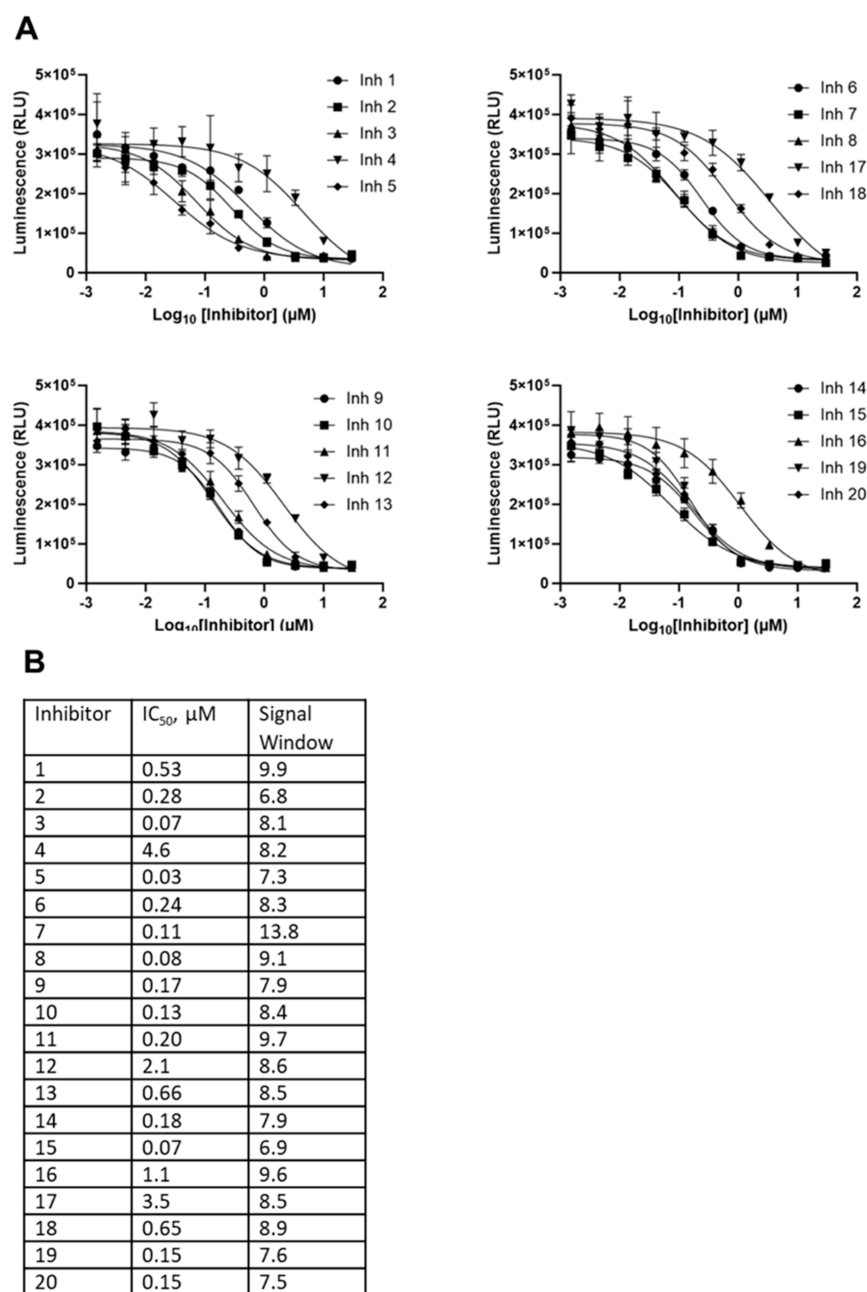 A
5×10⁵
4×10⁵
3×10⁵
2×10⁵
1×10⁵
0
Luminescence (RLU)
-3 -2 -1 0 1 2
Log₁₀ [Inhibitor] (μM)
Inh 1
Inh 2
Inh 3
Inh 4
Inh 5
5×10⁵
4×10⁵
3×10⁵
2×10⁵
1×10⁵
0
Luminescence (RLU)
-3 -2 -1 0 1 2
Log₁₀[Inhibitor] (μM)
Inh 6
Inh 7
Inh 8
Inh 17
Inh 18
5×10⁵
4×10⁵
3×10⁵
2×10⁵
1×10⁵
0
Luminescence (RLU)
-3 -2 -1 0 1 2
Log₁₀[Inhibitor] (μM)
Inh 9
Inh 10
Inh 11
Inh 12
Inh 13
5×10⁵
4×10⁵
3×10⁵
2×10⁵
1×10⁵
0
Luminescence (RLU)
-3 -2 -1 0 1 2
Log₁₀[Inhibitor] (μM)
Inh 14
Inh 15
Inh 16
Inh 19
Inh 20
B
Inhibitor IC₅₀, μM Signal
Window
1 0.53 9.9
2 0.28 6.8
3 0.07 8.1
4 4.6 8.2
5 0.03 7.3
6 0.24 8.3
7 0.11 13.8
8 0.08 9.1
9 0.17 7.9
10 0.13 8.4
11 0.20 9.7
12 2.1 8.6
13 0.66 8.5
14 0.18 7.9
15 0.07 6.9
16 1.1 9.6
17 3.5 8.5
18 0.65 8.9
19 0.15 7.6
20 0.15 7.5